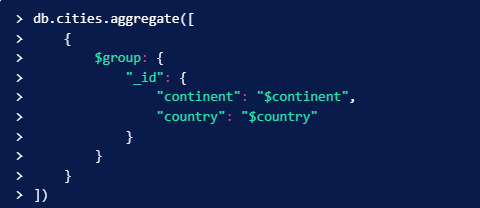 > db.cities.aggregate([
>     {
>         $group: {
>             "_id": {
>                 "continent": "$continent",
>                 "country": "$country"
>             }
>         }
>     }
> ])